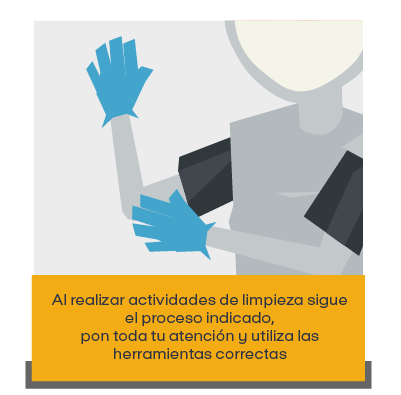 Al realizar actividades de limpieza sigue
el proceso indicado,
pon toda tu atención y utiliza las
herramientas correctas